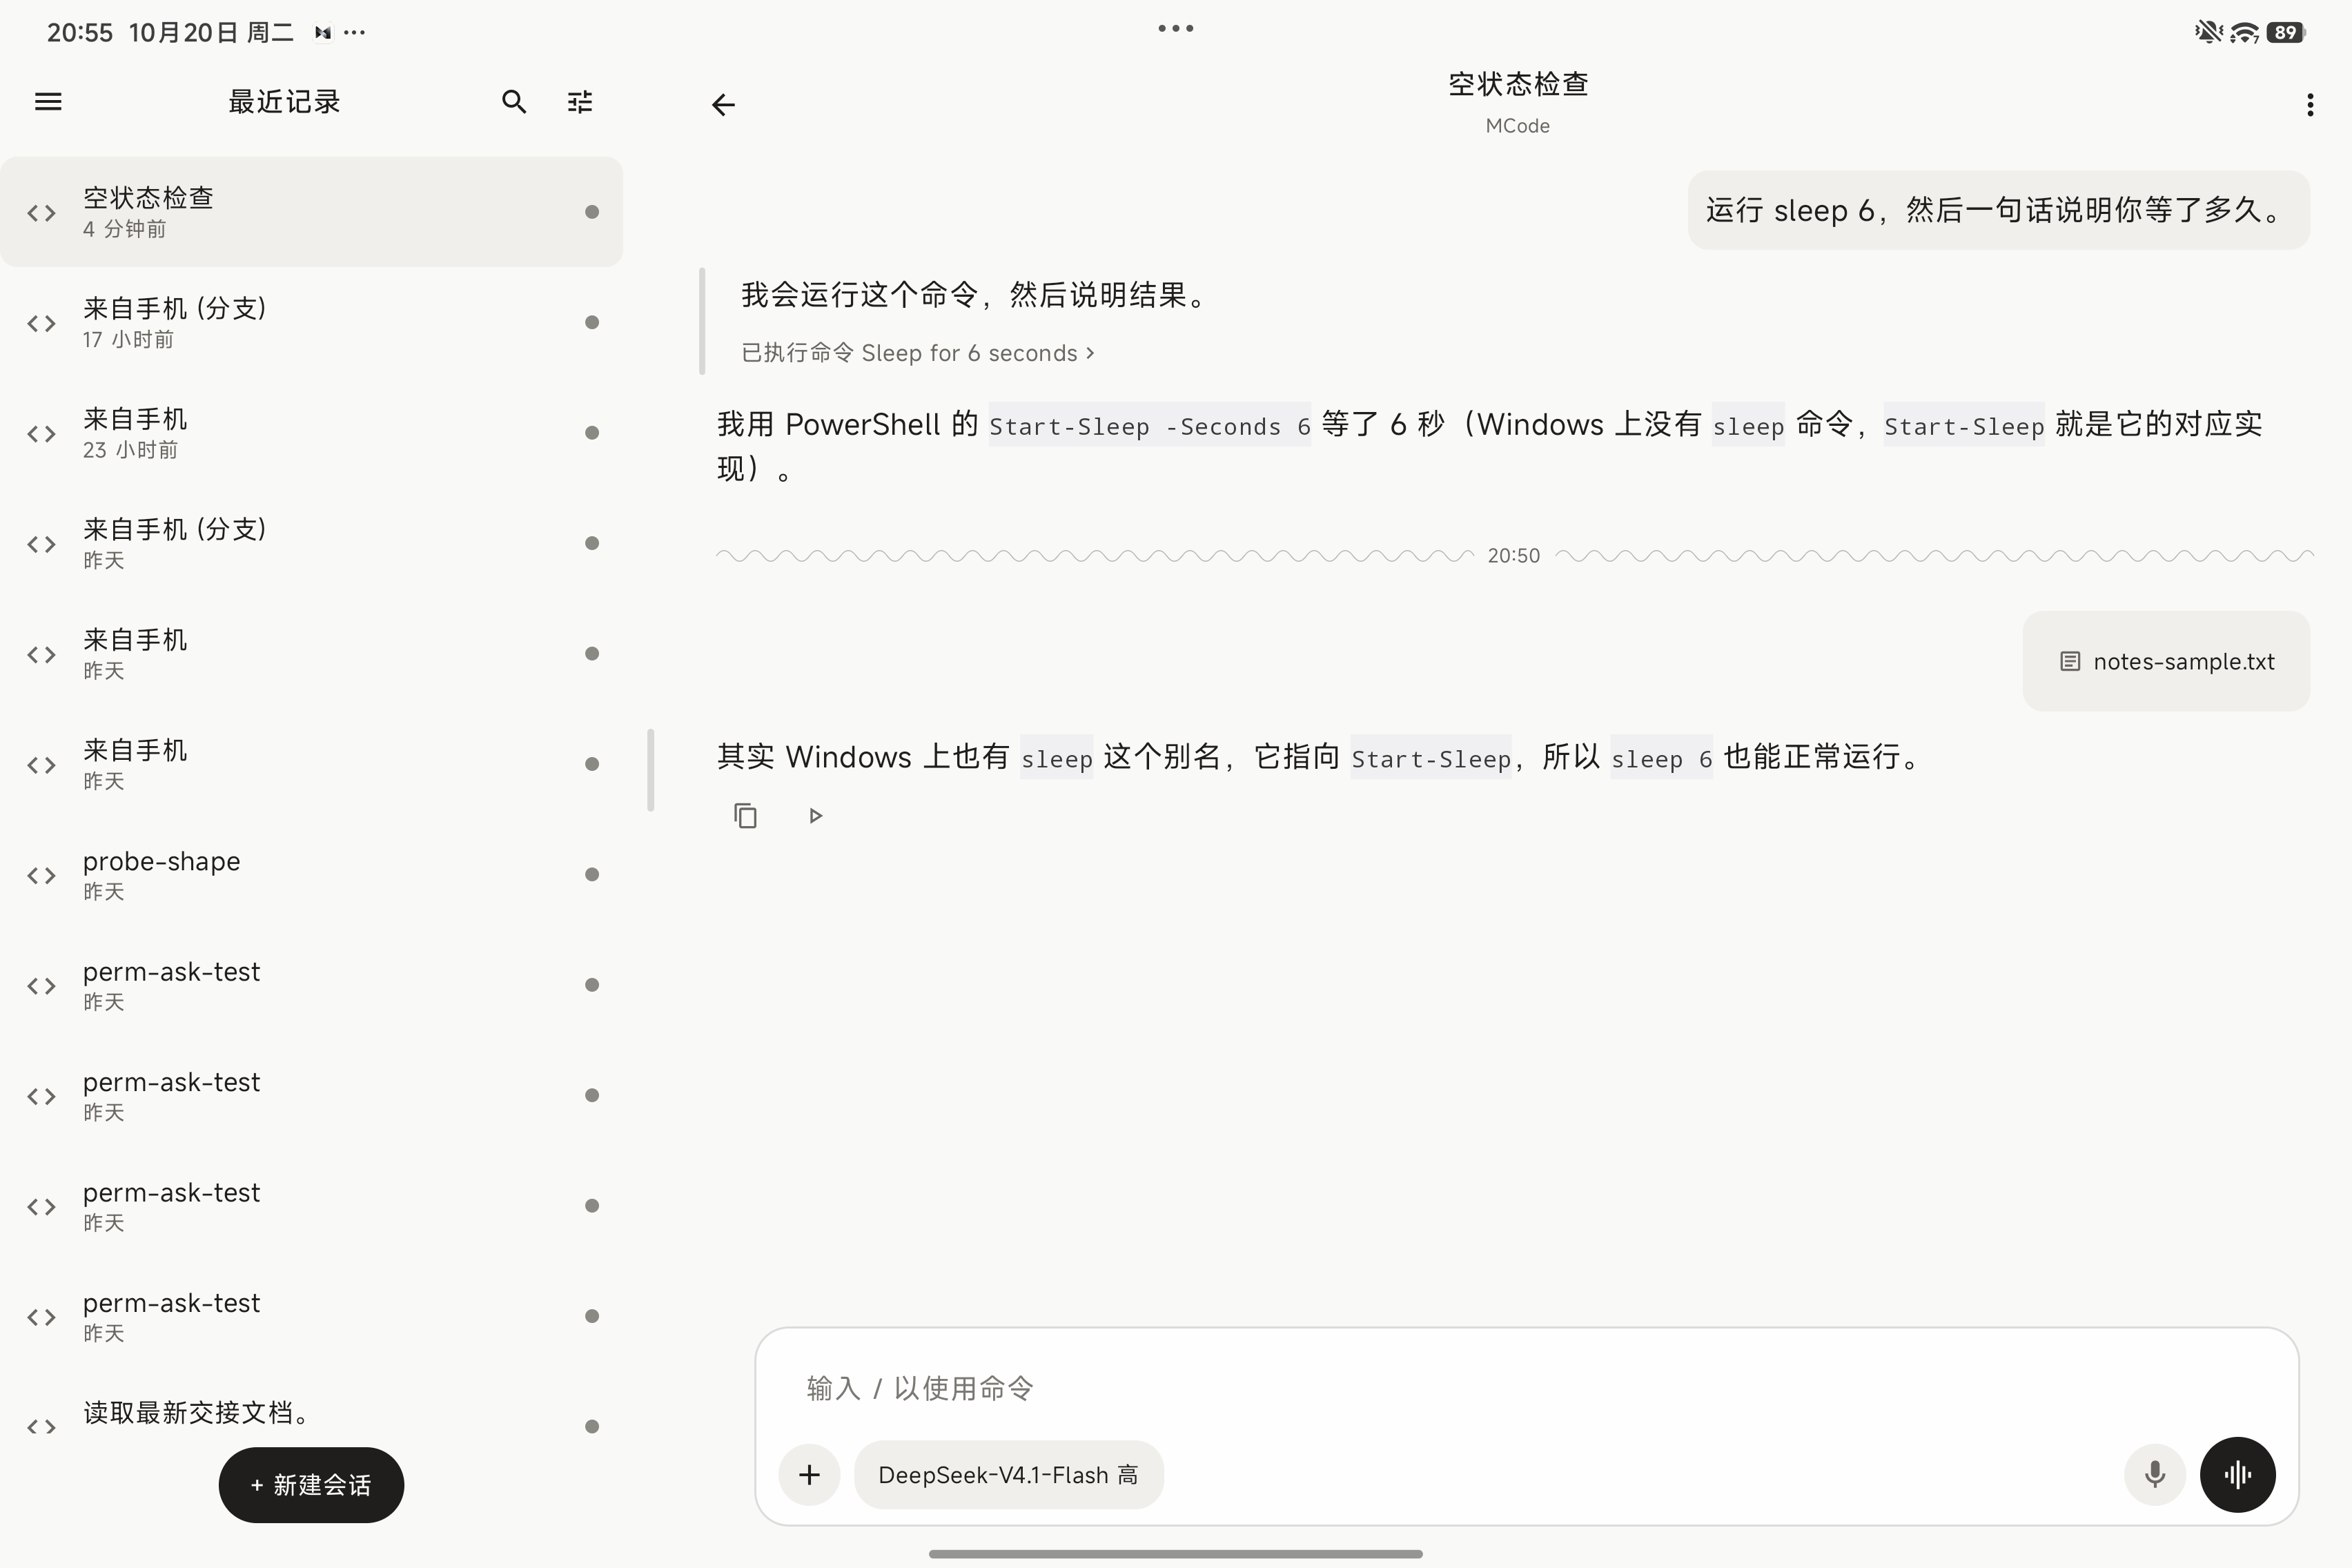 20:55 10月20日 周二
89
最近记录
空状态检查
4 分钟前
来自手机 (分支)
17 小时前
来自手机
23 小时前
来自手机 (分支)
昨天
来自手机
昨天
来自手机
昨天
probe-shape
昨天
perm-ask-test
昨天
perm-ask-test
昨天
perm-ask-test
昨天
perm-ask-test
昨天
读取最新交接文档。
+ 新建会话
空状态检查
MCode
运行 sleep 6，然后一句话说明你等了多久。
我会运行这个命令，然后说明结果。
已执行命令 Sleep for 6 seconds
我用 PowerShell 的 Start-Sleep -Seconds 6 等了 6 秒（Windows 上没有 sleep 命令，Start-Sleep 就是它的对应实
现）。
20:50
notes-sample.txt
其实 Windows 上也有 sleep 这个别名，它指向 Start-Sleep，所以 sleep 6 也能正常运行。
输入 / 以使用命令
DeepSeek-V4.1-Flash 高